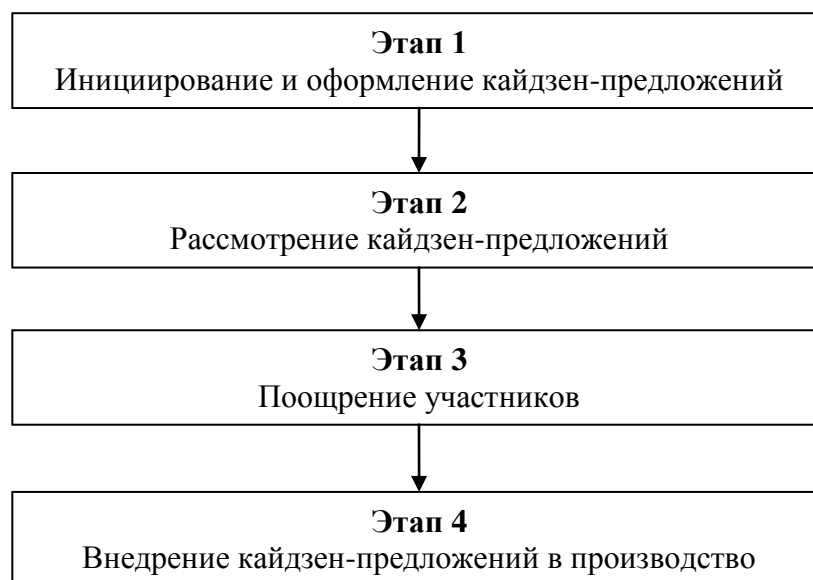 Этап 1
Инициирование и оформление кайдзен-предложений
Этап 2
Рассмотрение кайдзен-предложений
Этап 3
Поощрение участников
Этап 4
Внедрение кайдзен-предложений в производство